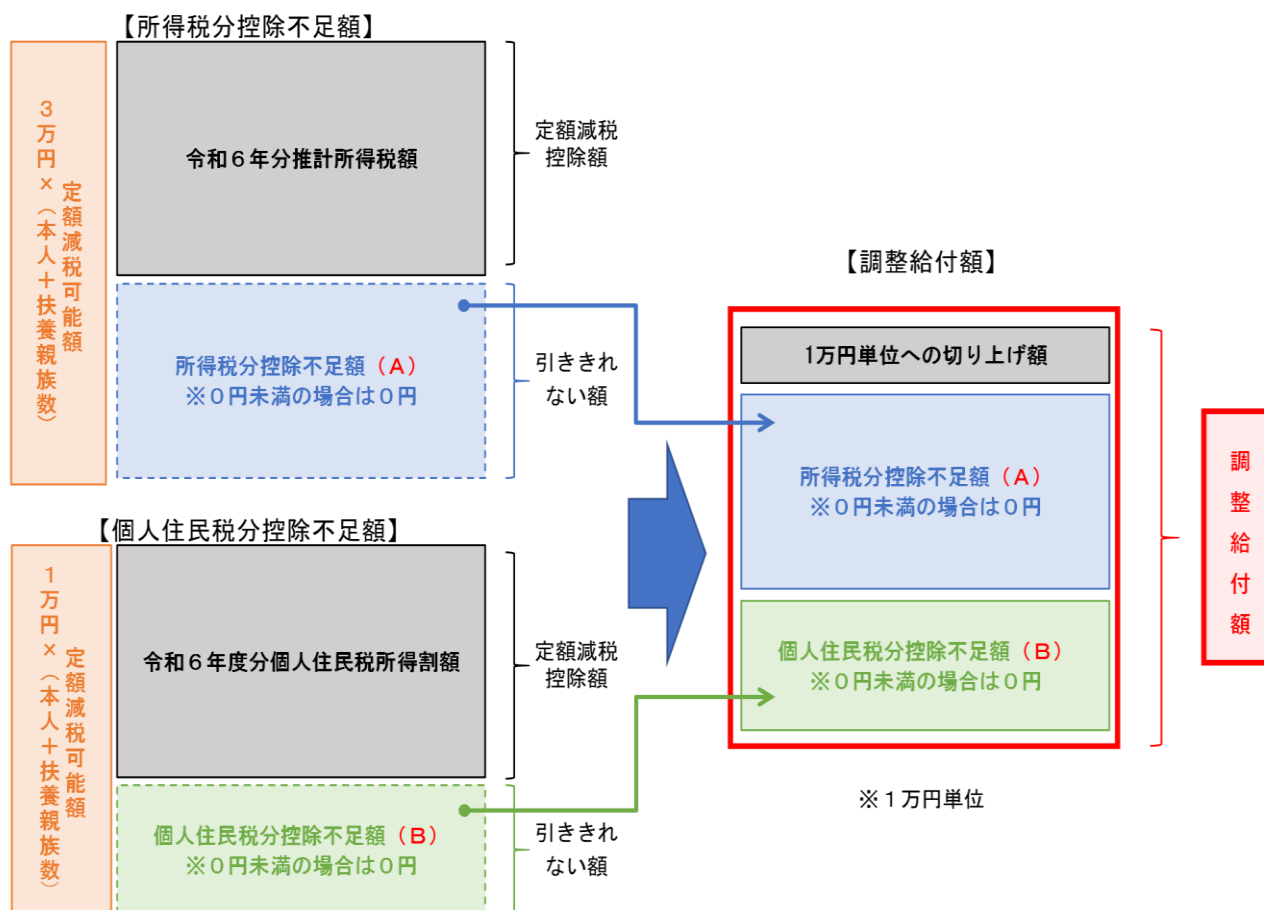 【所得税分控除不足額】
定額減税可能額
3万円×(本人+扶養親族数)
令和6年分推計所得税額
定額減税
控除額
所得税分控除不足額(A)
※0円未満の場合は0円
引ききれ
ない額
【個人住民税分控除不足額】
定額減税可能額
1万円×(本人+扶養親族数)
令和6年度分個人住民税所得割額
定額減税
控除額
個人住民税分控除不足額(B)
※0円未満の場合は0円
引ききれ
ない額
【調整給付額】
1万円単位への切り上げ額
所得税分控除不足額(A)
※0円未満の場合は0円
個人住民税分控除不足額(B)
※0円未満の場合は0円
※1万円単位
調整給付額